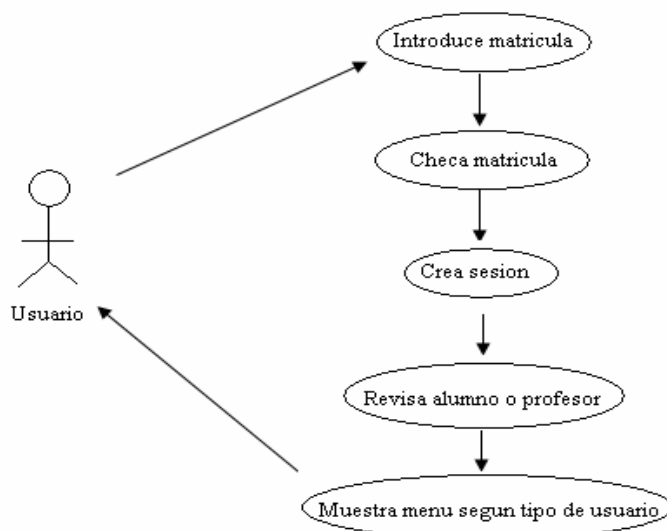 Introduce matricula
Checa matricula
Crea sesion
Usuario
Revisa alumno o profesor
Muestra menu segun tipo de usuario